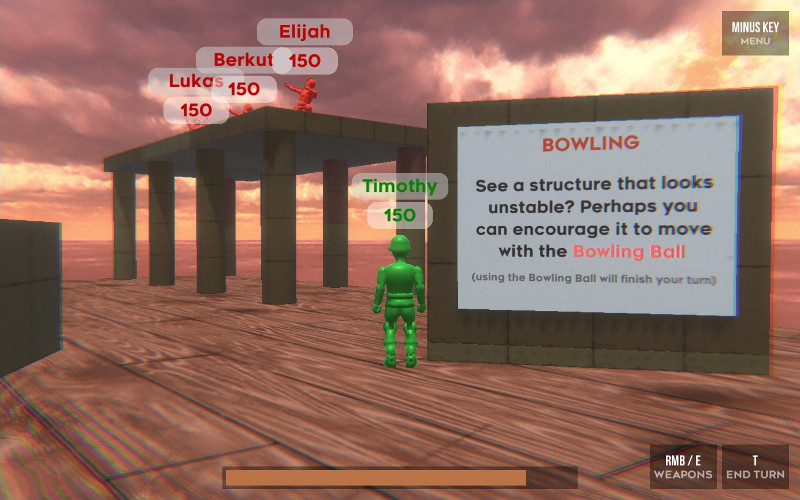 Elijah
150
Berkut
150
Lukas
150
Timothy
150
MINUS KEY
MENU
BOWLING
See a structure that looks
unstable? Perhaps you
can encourage it to move
with the Bowling Ball
(using the Bowling Ball will finish your turn)
RMB / E
WEAPONS
T
END TURN